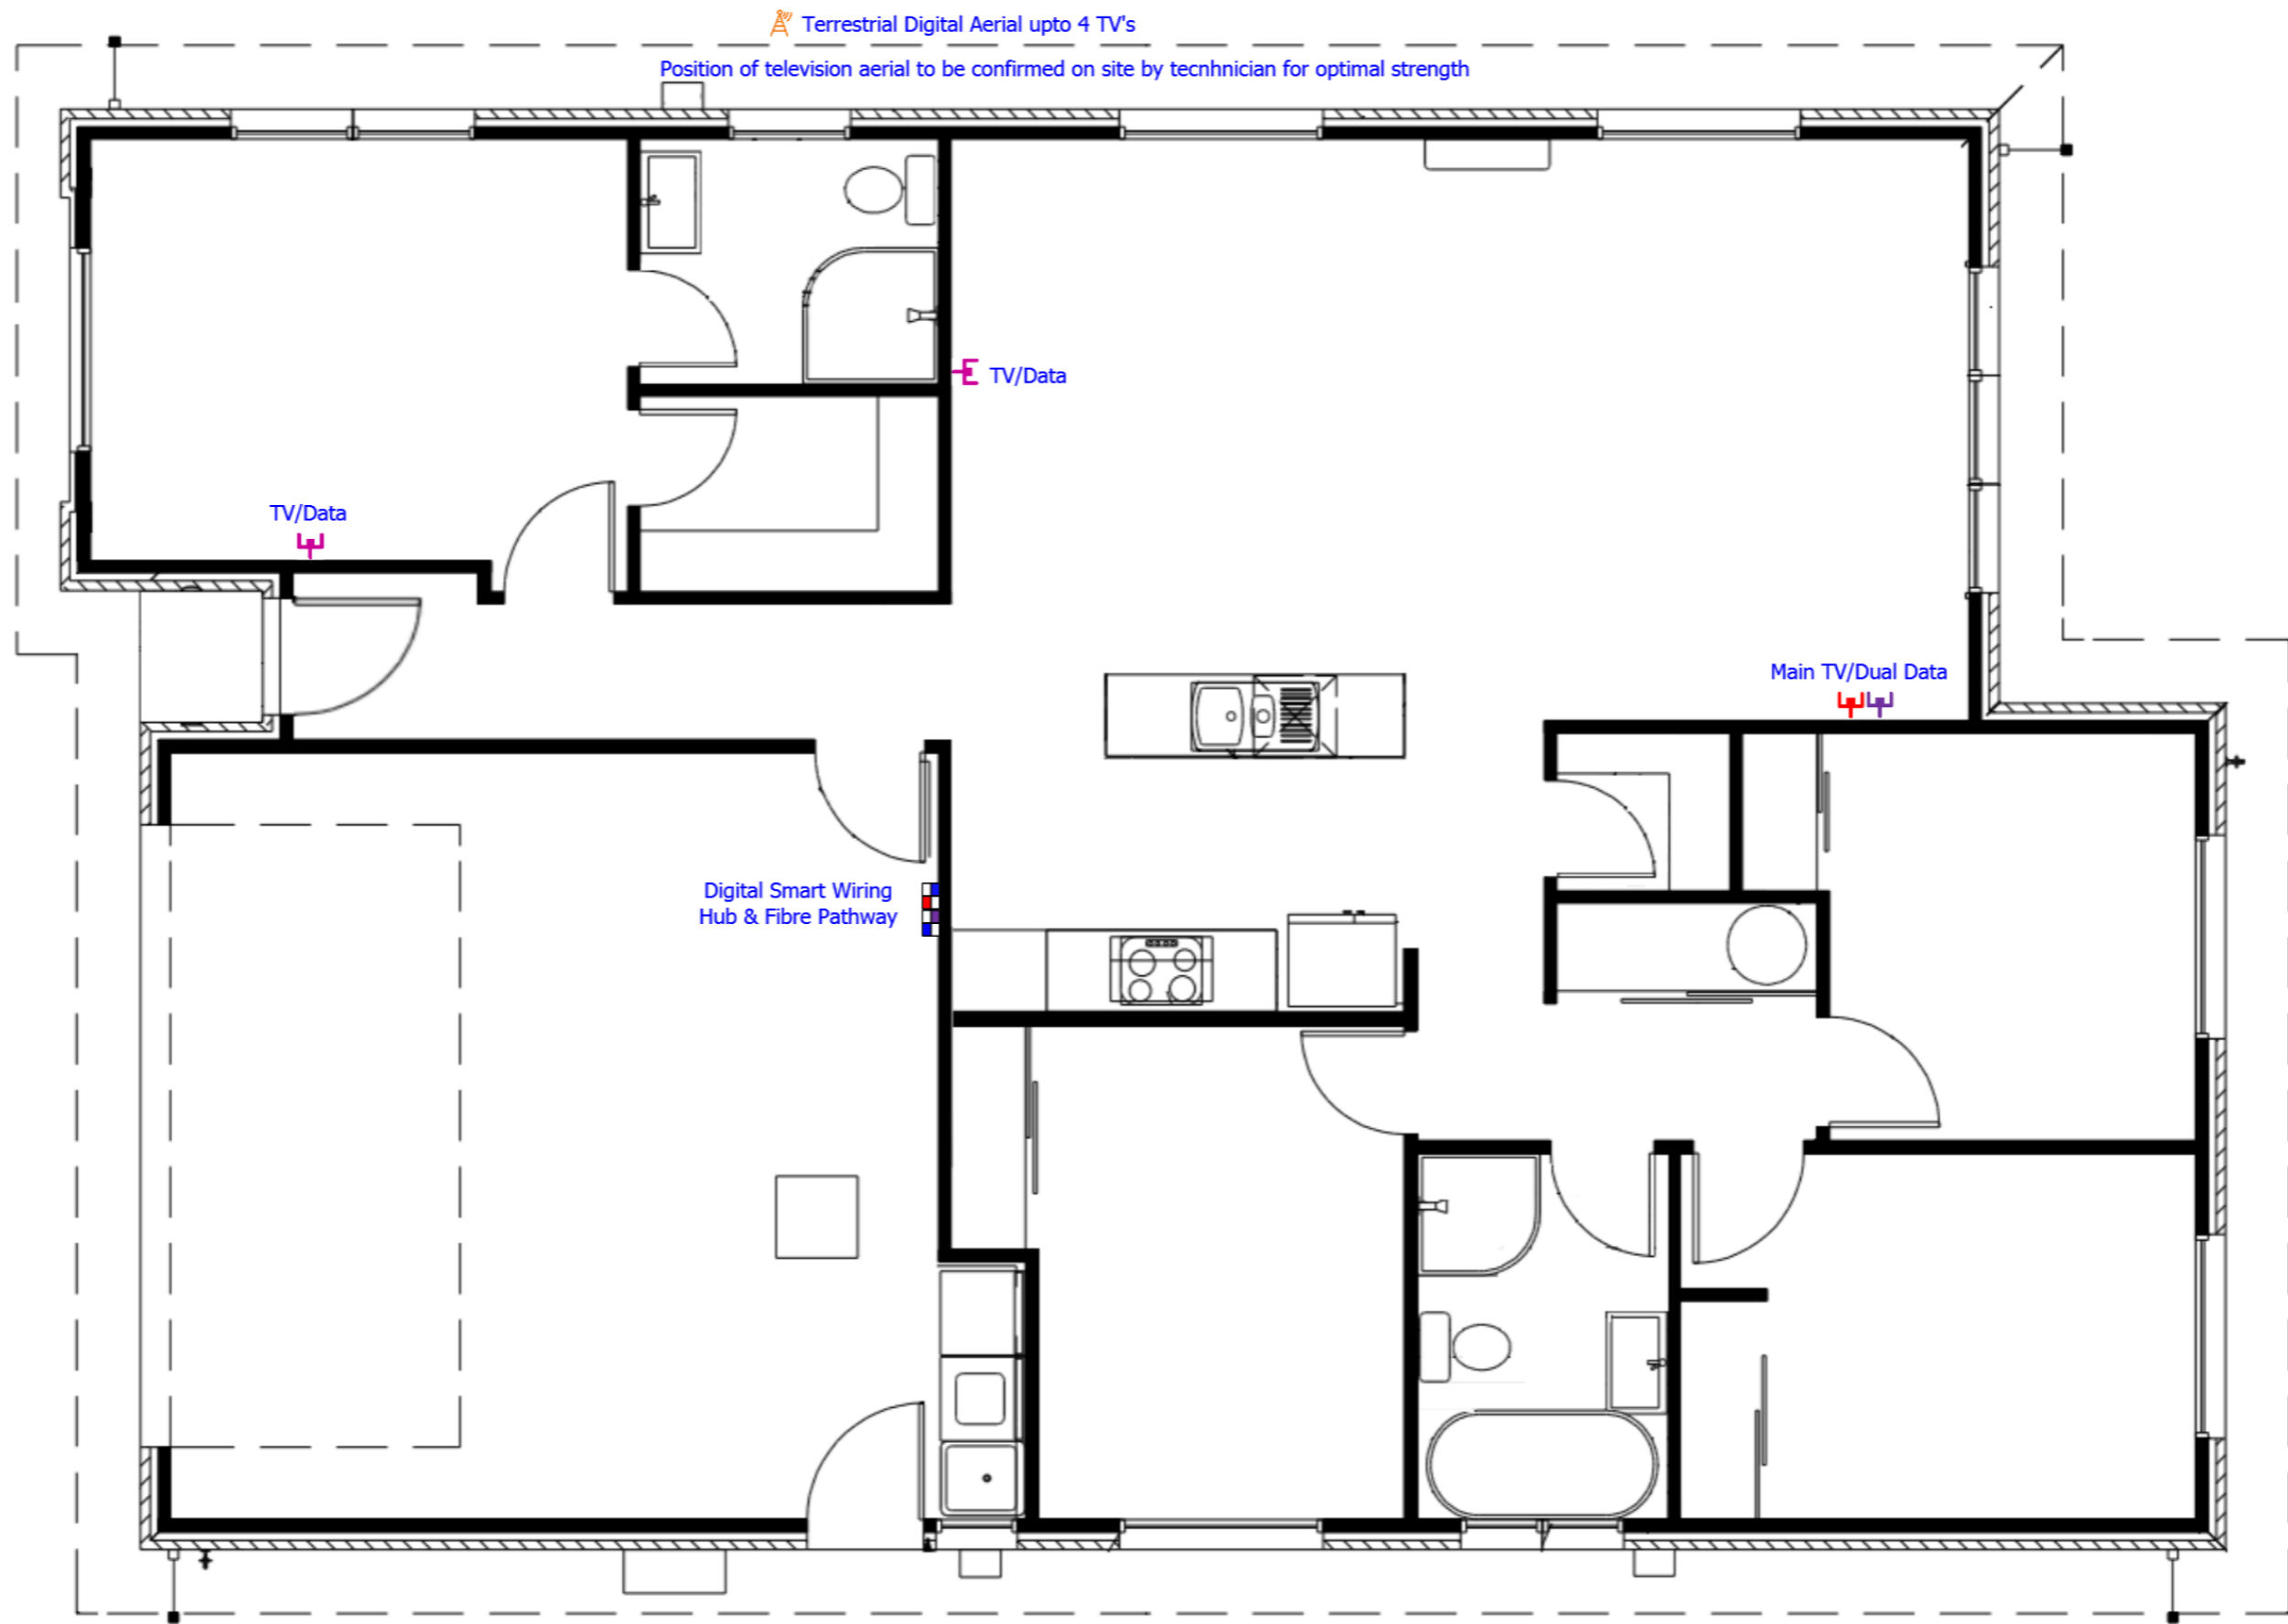 Terrestrial Digital Aerial upto 4 TV's
Position of television aerial to be confirmed on site by tecnhnician for optimal strength
TV/Data
TV/Data
Main TV/Dual Data
Digital Smart Wiring
Hub & Fibre Pathway